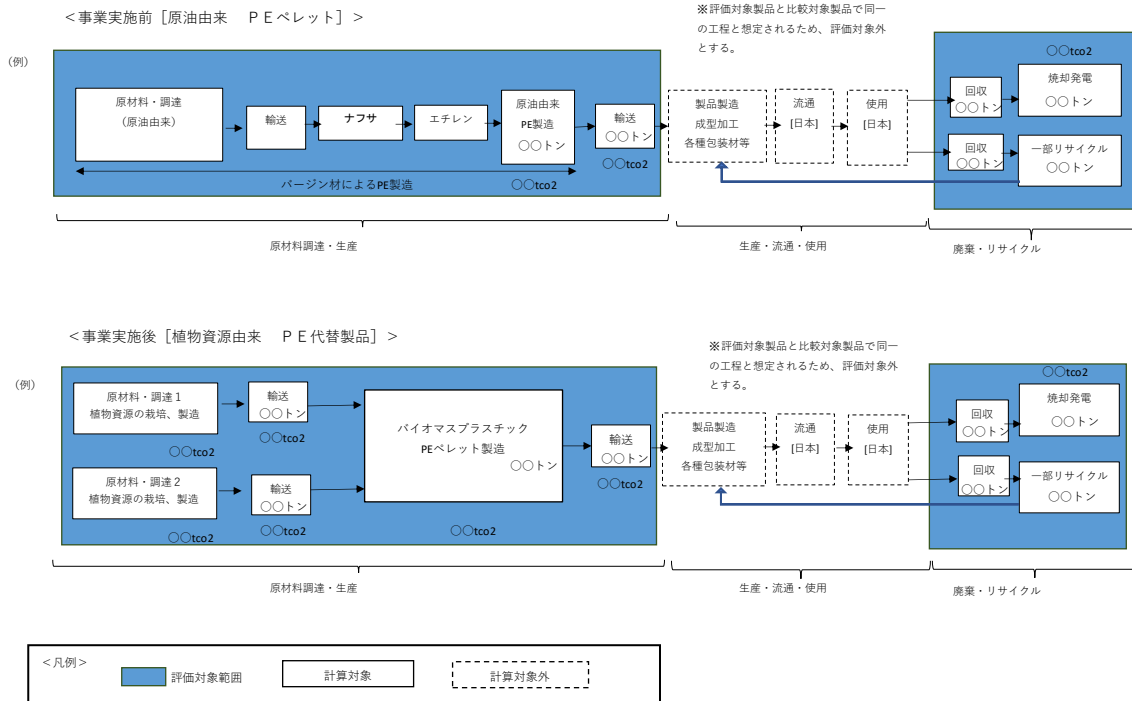 ＜事業実施前［原油由来　ＰＥペレット］＞
※評価対象製品と比較対象製品で同一
の工程と想定されるため、評価対象外
とする。
（例）
原材料・調達
（原油由来）
輸送
ナフサ
エチレン
原油由来
PE製造
〇〇トン
〇〇tco2
バージン材によるPE製造
輸送
〇〇トン
〇〇tco2
製品製造
成型加工
各種包装材等
流通
[日本]
使用
[日本]
〇〇tco2
回収
〇〇トン
焼却発電
〇〇トン
回収
〇〇トン
一部リサイクル
〇〇トン
原材料調達・生産
生産・流通・使用
廃棄・リサイクル
＜事業実施後［植物資源由来　ＰＥ代替製品］＞
※評価対象製品と比較対象製品で同一
の工程と想定されるため、評価対象外
とする。
（例）
原材料・調達１
植物資源の栽培、製造
〇〇tco2
輸送
〇〇トン
〇〇tco2
原材料・調達２
植物資源の栽培、製造
〇〇tco2
輸送
〇〇トン
〇〇tco2
バイオマスプラスチック
PEペレット製造
〇〇トン
〇〇tco2
輸送
〇〇トン
〇〇tco2
製品製造
成型加工
各種包装材等
流通
[日本]
使用
[日本]
〇〇tco2
回収
〇〇トン
焼却発電
〇〇トン
回収
〇〇トン
一部リサイクル
〇〇トン
原材料調達・生産
生産・流通・使用
廃棄・リサイクル
＜凡例＞
評価対象範囲
計算対象
計算対象外